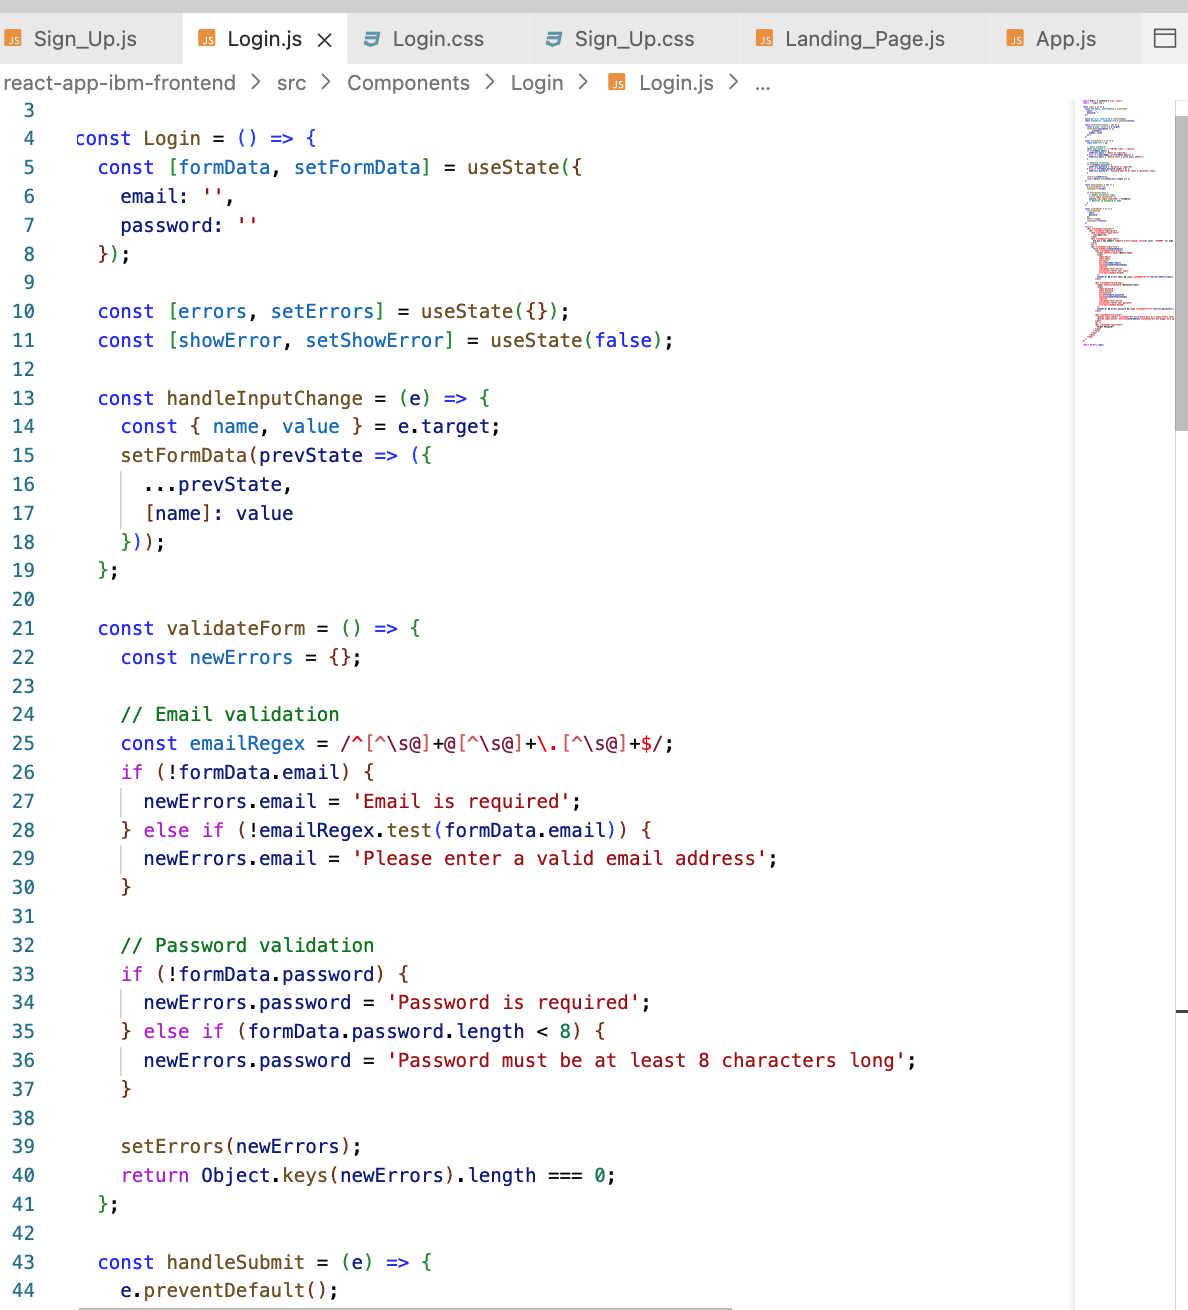 JS Sign_Up.js JS Login.js × Login.css Sign_Up.css JS Landing_Page.js JS App.js
react-app-ibm-frontend > src > Components > Login > JS Login.js > ...
3
4 const Login = () => {
5 const [formData, setFormData] = useState({
6 email: '',
7 password: ''
8 });
9
10 const [errors, setErrors] = useState({});
11 const [showError, setShowError] = useState(false);
12
13 const handleInputChange = (e) => {
14 const { name, value } = e.target;
15 setFormData(prevState => ({
16 ...prevState,
17 [name]: value
18 }));
19 };
20
21 const validateForm = () => {
22 const newErrors = {};
23
24 // Email validation
25 const emailRegex = /^[^\s@]+@[^\s@]+\.[^\s@]+$/;
26 if (!formData.email) {
27 newErrors.email = 'Email is required';
28 } else if (!emailRegex.test(formData.email)) {
29 newErrors.email = 'Please enter a valid email address';
30 }
31
32 // Password validation
33 if (!formData.password) {
34 newErrors.password = 'Password is required';
35 } else if (formData.password.length < 8) {
36 newErrors.password = 'Password must be at least 8 characters long';
37 }
38
39 setErrors(newErrors);
40 return Object.keys(newErrors).length === 0;
41 };
42
43 const handleSubmit = (e) => {
44 e.preventDefault();